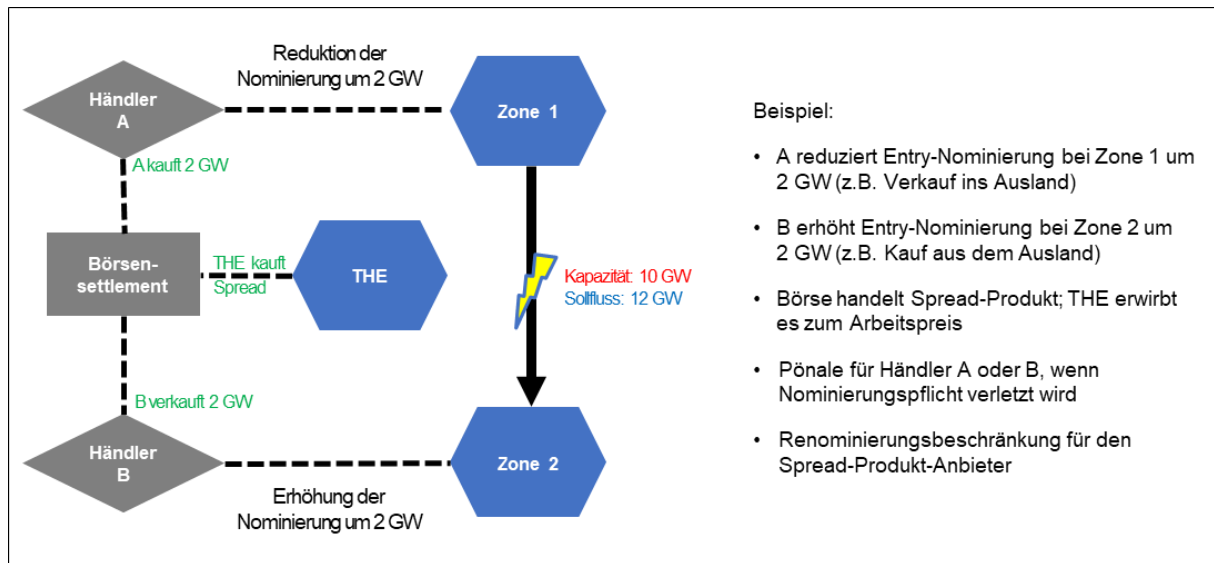 Reduktion der
Nominierung um 2 GW
Händler
A
Zone 1
A kauft 2 GW
Börsen-
settlement
THE kauft
Spread
THE
Kapazität: 10 GW
Sollfluss: 12 GW
B verkauft 2 GW
Händler
B
Zone 2
Erhöhung der
Nominierung um 2 GW
Beispiel:
• A reduziert Entry-Nominierung bei Zone 1 um
2 GW (z.B. Verkauf ins Ausland)
• B erhöht Entry-Nominierung bei Zone 2 um
2 GW (z.B. Kauf aus dem Ausland)
• Börse handelt Spread-Produkt; THE erwirbt
es zum Arbeitspreis
• Pönale für Händler A oder B, wenn
Nominierungspflicht verletzt wird
• Renominierungsbeschränkung für den
Spread-Produkt-Anbieter